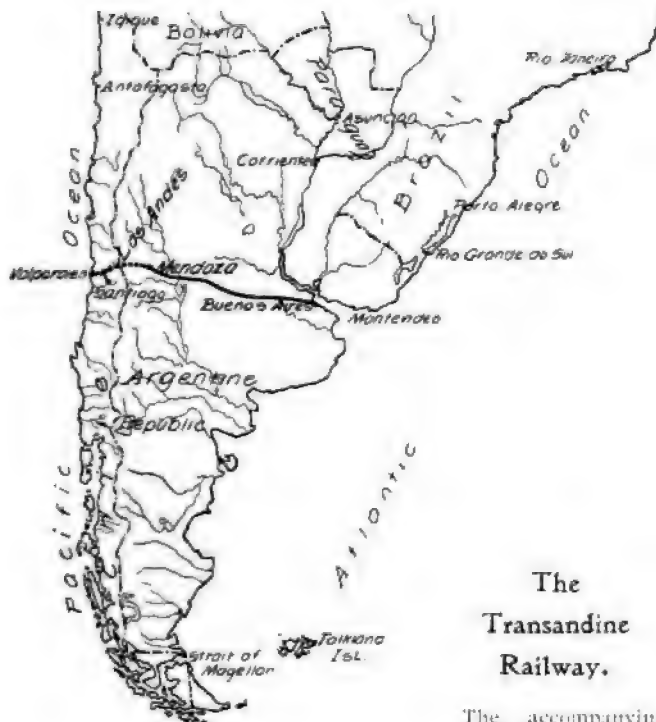 Iqique
Bolivia
Antofagasta
Rio Janeiro
Paraguay
Asuncion
Corrientes
Brazil
Ocean
Ocean
de Andes
Porto Alegre
Mendoza
Rio Grande do Sul
Valparaiso
Santiago
Buenos Aires
Montevideo
Argentine
Republic
Pacific
Atlantic
Falkland
Isl.
Strait of
Magellan
The
Transandine
Railway.
The accompanying